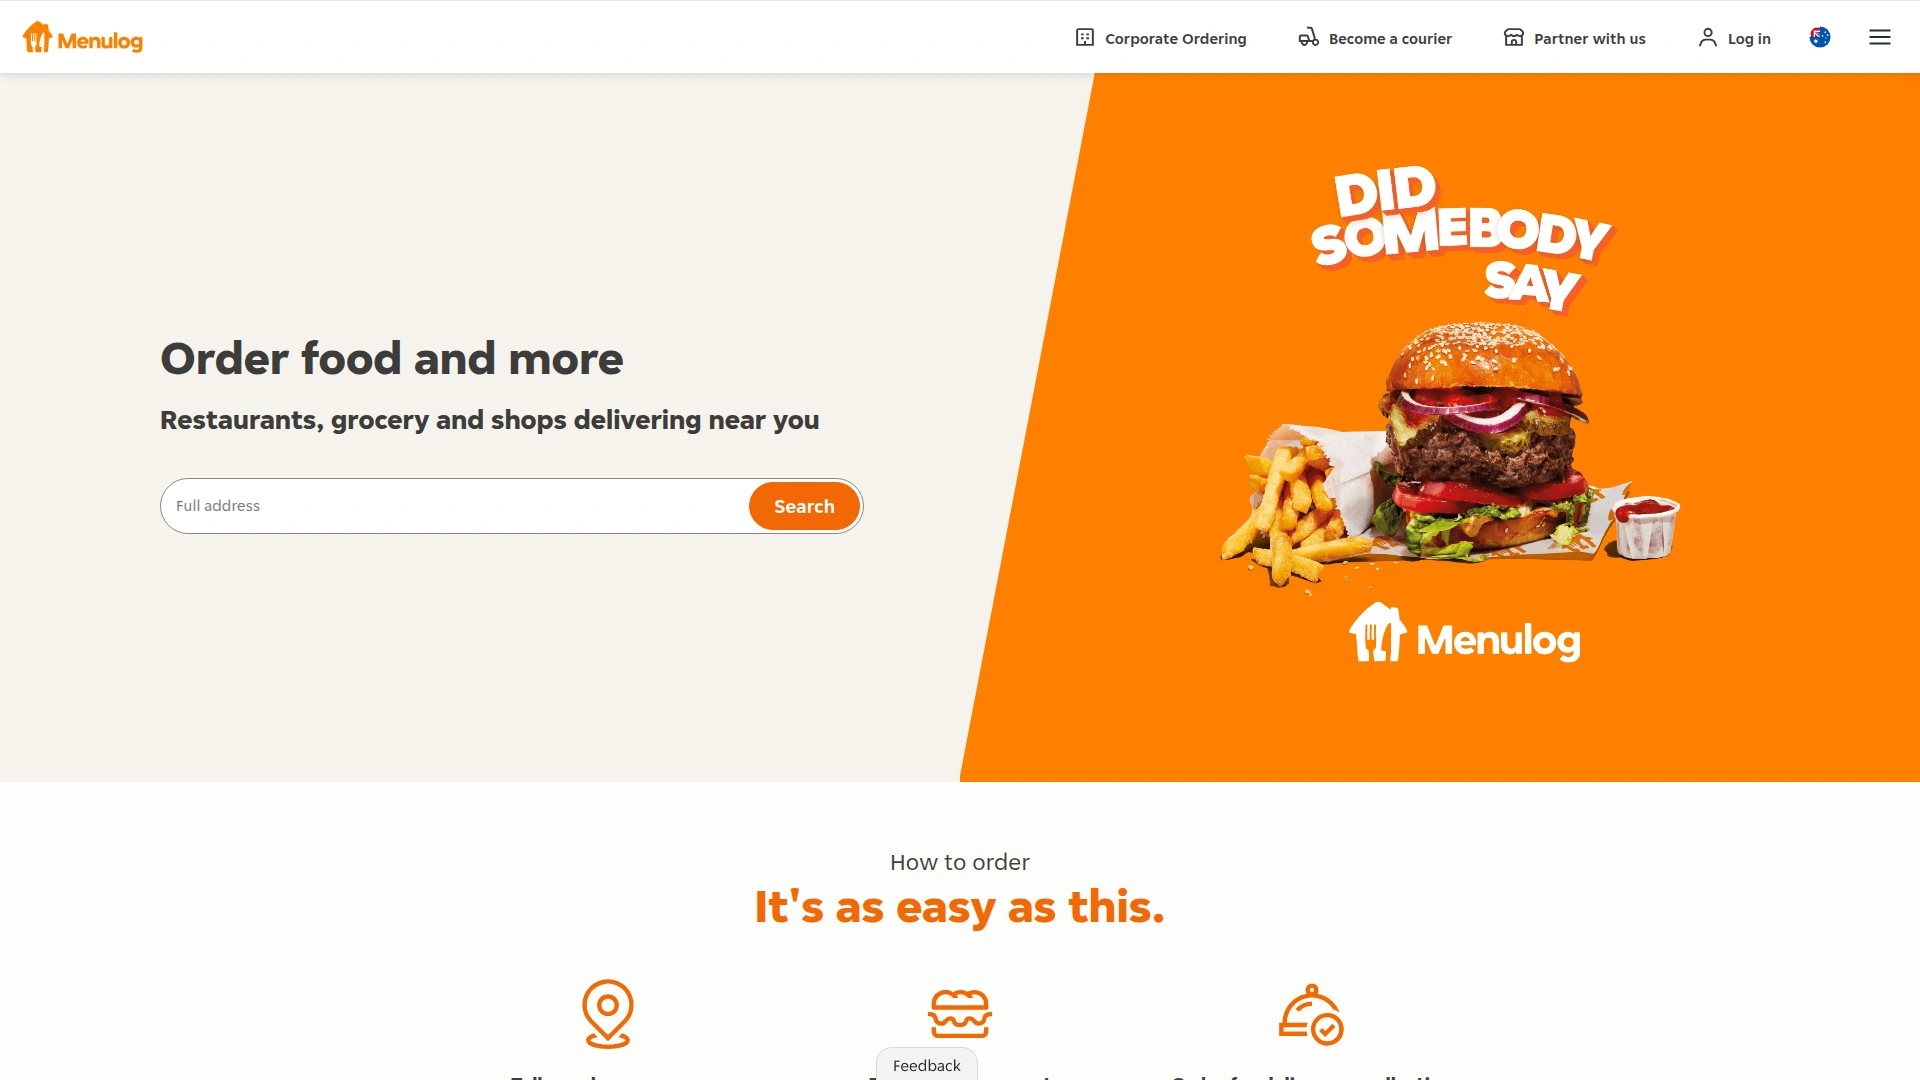 Menulog
Corporate Ordering
Become a courier
Partner with us
Log in
DID
SOMEBODY
SAY
Order food and more
Restaurants, grocery and shops delivering near you
Full address
Search
Menulog
How to order
It's as easy as this.
Feedback